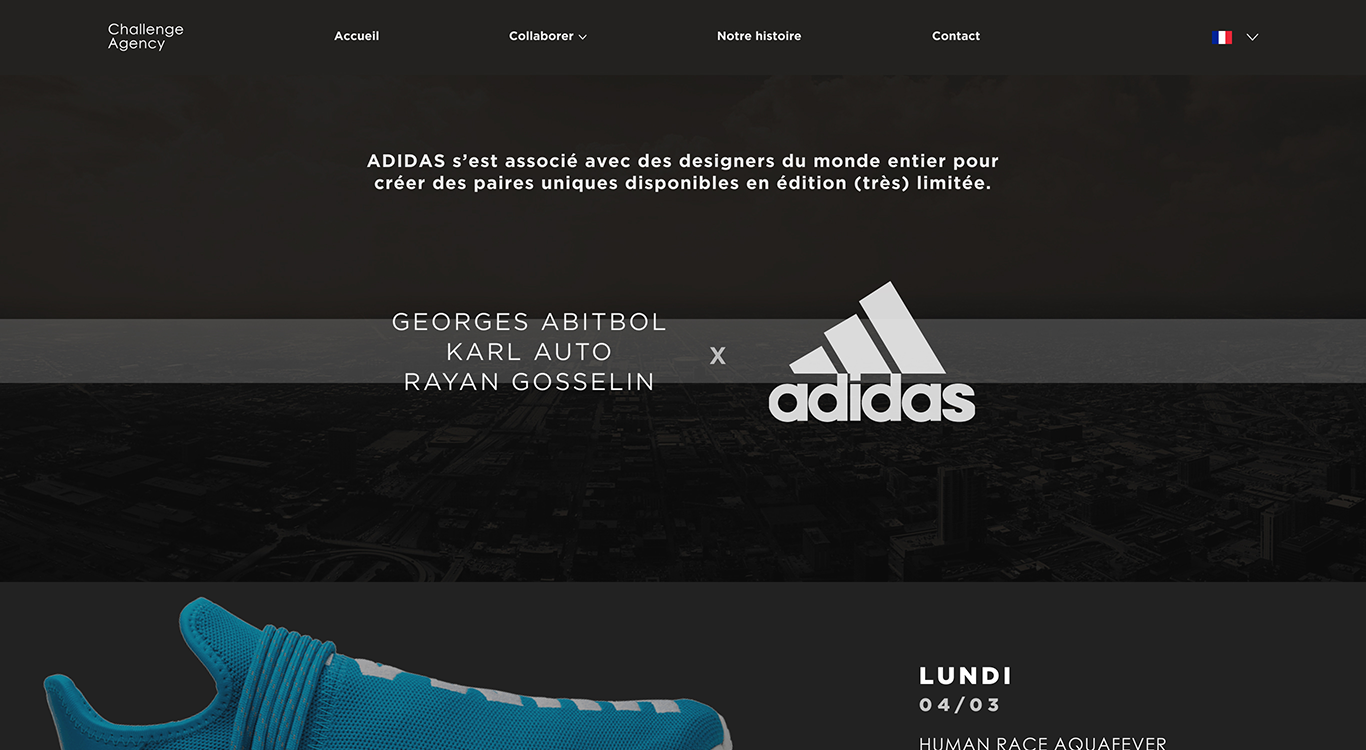 Challenge
Agency
Accueil
Collaborer
Notre histoire
Contact
ADIDAS s’est associé avec des designers du monde entier pour
créer des paires uniques disponibles en édition (très) limitée.
GEORGES ABITBOL
KARL AUTO
RAYAN GOSSELIN
X
adidas
LUNDI
04/03
HUMAN RACE AQUAFEVER